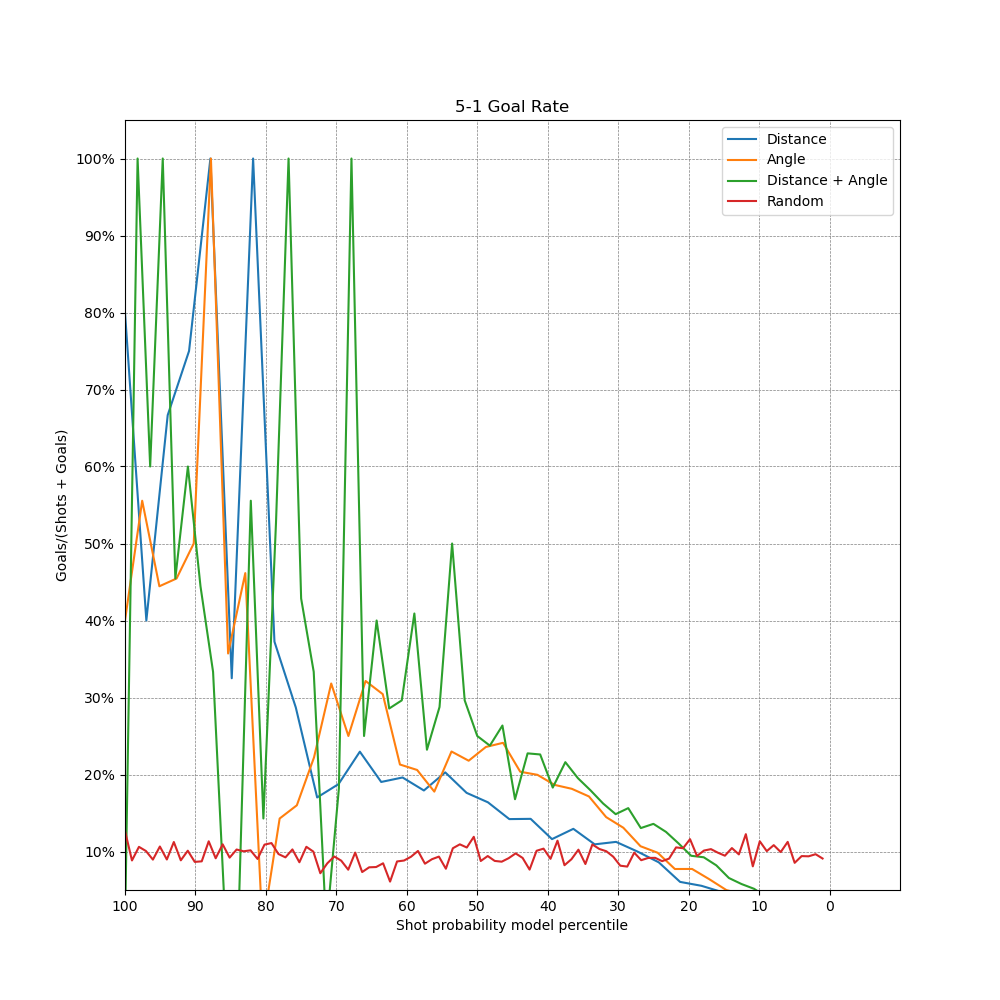 5-1 Goal Rate
Distance
Angle
Distance + Angle
Random
100%
90%
80%
70%
60%
50%
40%
30%
20%
10%
Goals/(Shots + Goals)
100 90 80 70 60 50 40 30 20 10 0
Shot probability model percentile